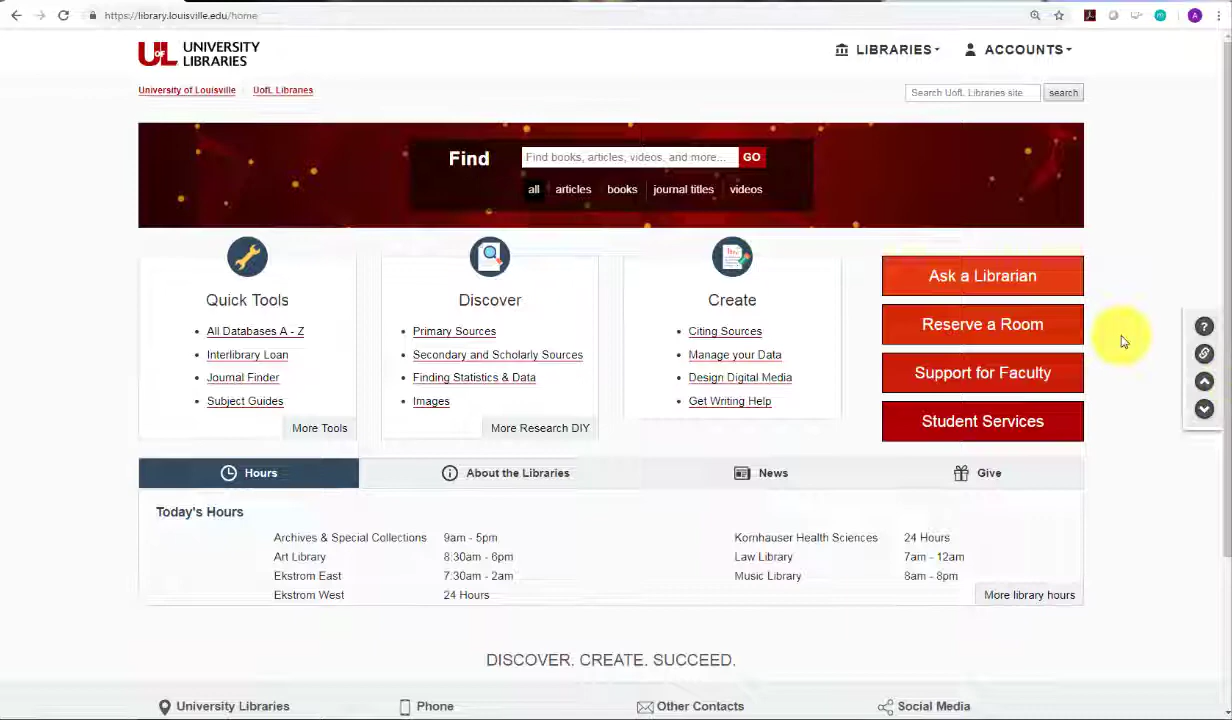 https://library.louisville.edu/home
A
UofL UNIVERSITY LIBRARIES
LIBRARIES
ACCOUNTS
University of Louisville
UofL Libraries
Search UofL Libraries site
search
Find
Find books, articles, videos, and more...
GO
all
articles
books
journal titles
videos
Quick Tools
All Databases A - Z
Interlibrary Loan
Journal Finder
Subject Guides
More Tools
Discover
Primary Sources
Secondary and Scholarly Sources
Finding Statistics & Data
Images
More Research DIY
Create
Citing Sources
Manage your Data
Design Digital Media
Get Writing Help
Ask a Librarian
Reserve a Room
Support for Faculty
Student Services
?
Hours
About the Libraries
News
Give
Today's Hours
Archives & Special Collections 9am - 5pm
Art Library 8:30am - 6pm
Ekstrom East 7:30am - 2am
Ekstrom West 24 Hours
Kornhauser Health Sciences 24 Hours
Law Library 7am - 12am
Music Library 8am - 8pm
More library hours
DISCOVER. CREATE. SUCCEED.
University Libraries
Phone
Other Contacts
Social Media